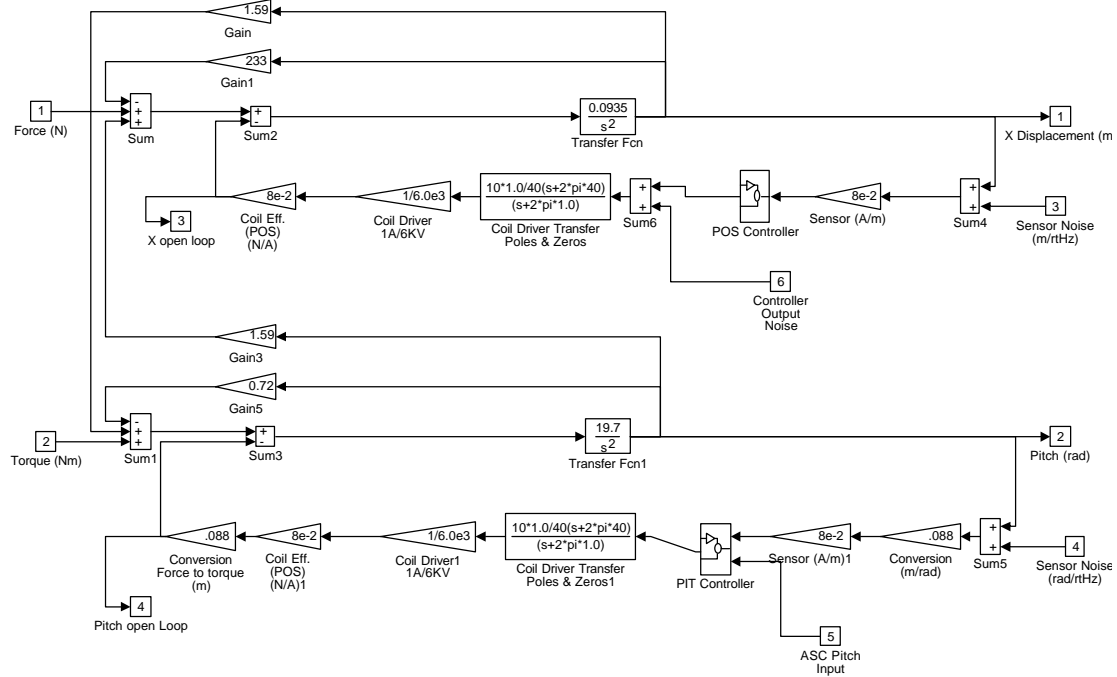 1.59
Gain
233
Gain1
1
Force (N)
-
+
+
Sum
+
-
Sum2
0.0935
s²
Transfer Fcn
1
X Displacement (m
3
X open loop
8e-2
Coil Eff.
(POS)
(N/A)
1/6.0e3
Coil Driver
1A/6KV
10*1.0/40(s+2*pi*40)
(s+2*pi*1.0)
Coil Driver Transfer
Poles & Zeros
+
+
Sum6
POS Controller
8e-2
Sensor (A/m)
+
+
Sum4
3
Sensor Noise
(m/rtHz)
6
Controller
Output
Noise
1.59
Gain3
0.72
Gain5
2
Torque (Nm)
-
+
+
Sum1
+
-
Sum3
19.7
s²
Transfer Fcn1
2
Pitch (rad)
.088
Conversion
Force to torque
(m)
8e-2
Coil Eff.
(POS)
(N/A)1
1/6.0e3
Coil Driver1
1A/6KV
10*1.0/40(s+2*pi*40)
(s+2*pi*1.0)
Coil Driver Transfer
Poles & Zeros1
PIT Controller
8e-2
Sensor (A/m)1
.088
Conversion
(m/rad)
+
+
Sum5
4
Sensor Noise
(rad/rtHz)
4
Pitch open Loop
5
ASC Pitch
Input